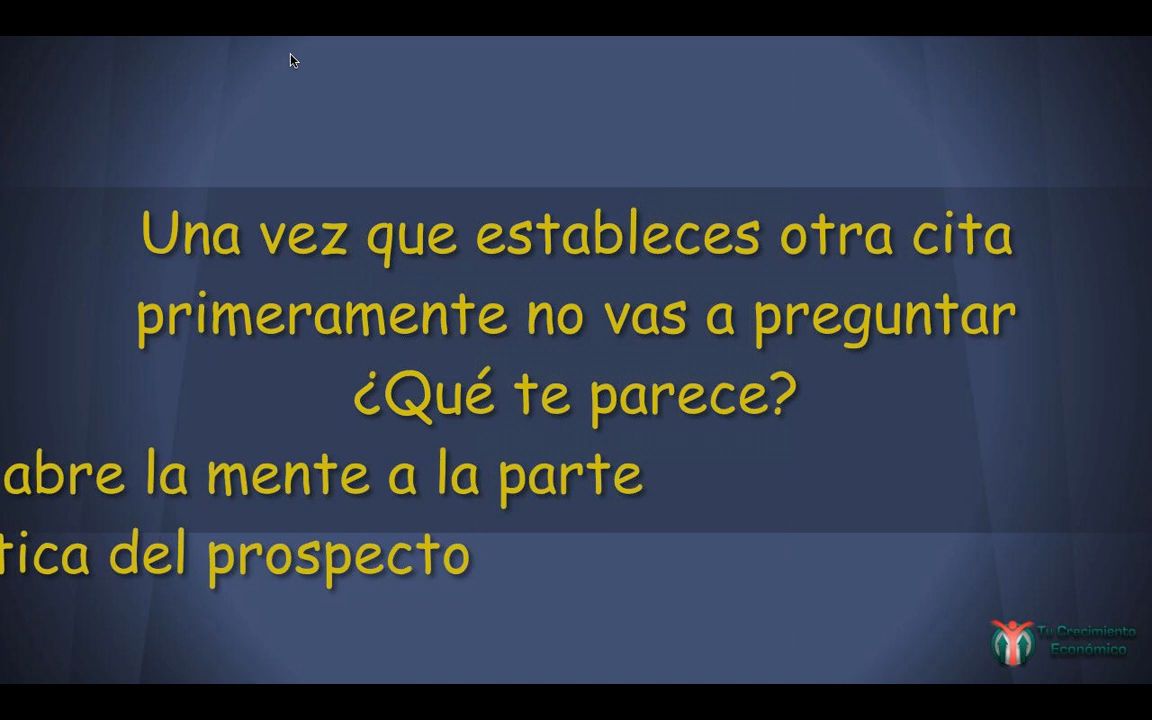 Una vez que estableces otra cita
primeramente no vas a preguntar
¿Qué te parece?
abre la mente a la parte
tica del prospecto
Tu Crecimiento
Económico